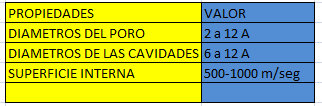 PROPIEDADES VALOR
DIAMETROS DEL PORO 2 a 12 A
DIAMETROS DE LAS CAVIDADES 6 a 12 A
SUPERFICIE INTERNA 500-1000 m/seg